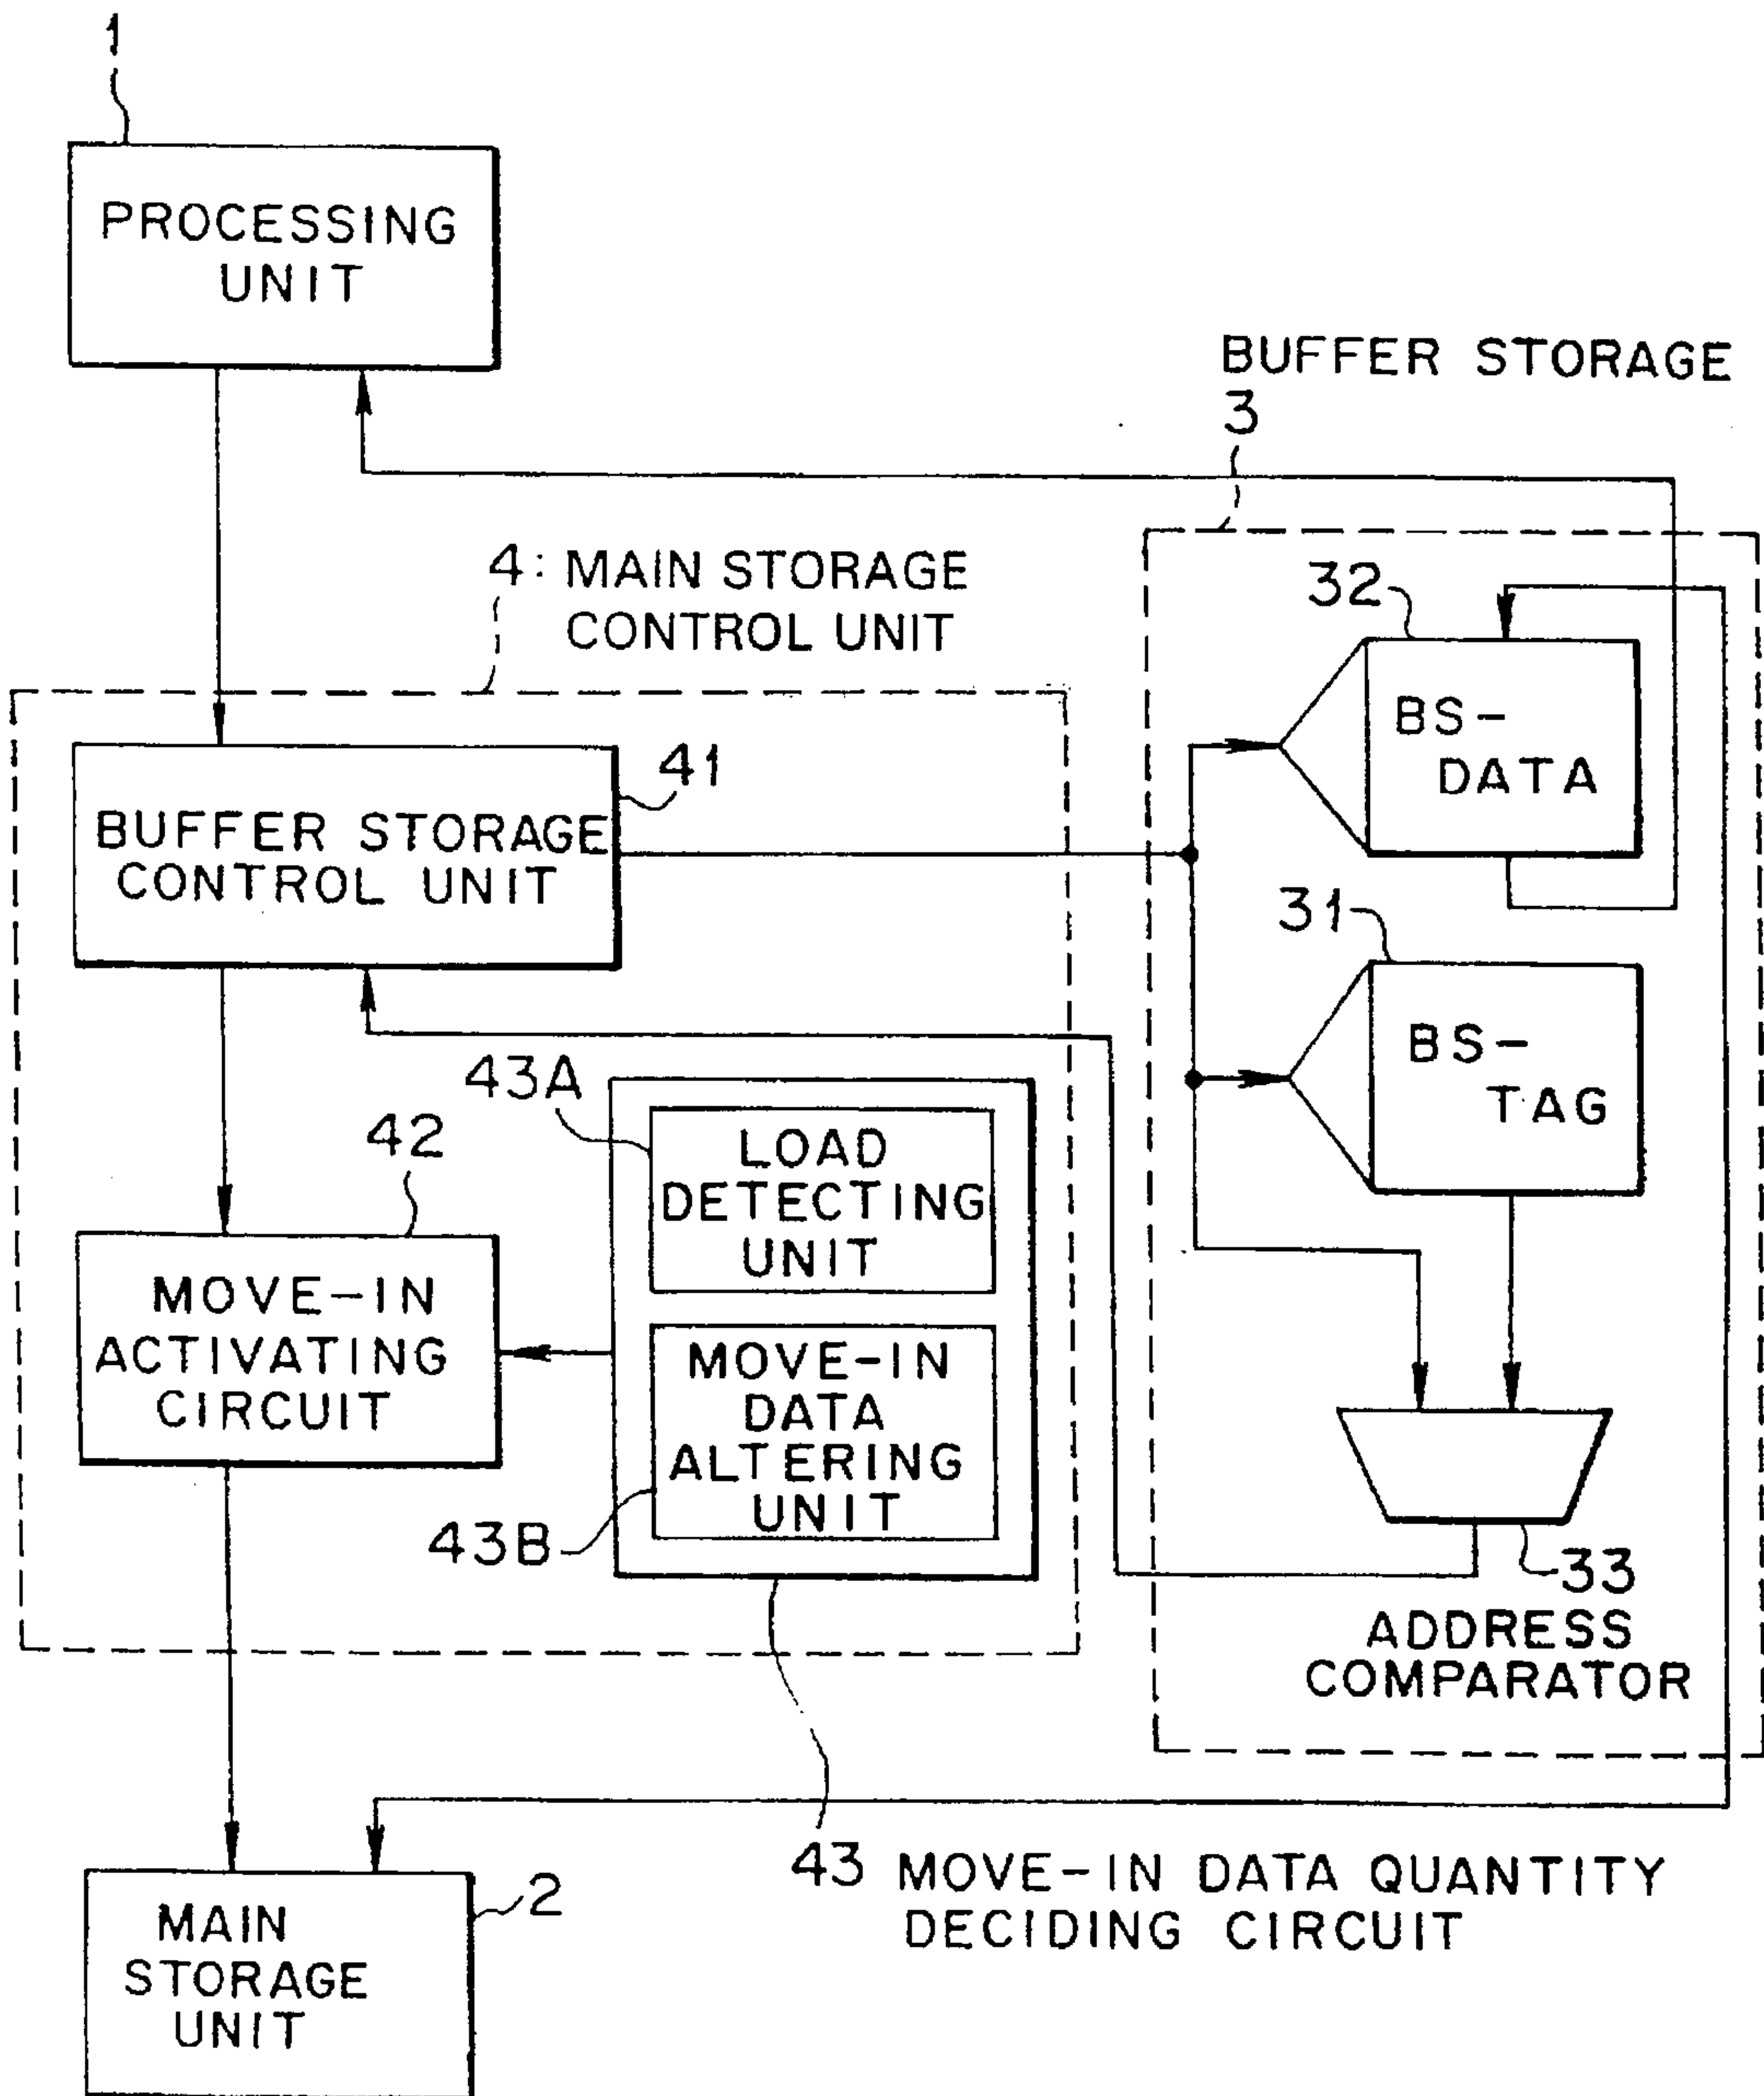 1
PROCESSING
UNIT
BUFFER STORAGE
3
4: MAIN STORAGE
CONTROL UNIT
32
BS-
DATA
41
BUFFER STORAGE
CONTROL UNIT
31
BS-
TAG
43A
LOAD
DETECTING
UNIT
42
MOVE-IN
ACTIVATING
CIRCUIT
MOVE-IN
DATA
ALTERING
UNIT
43B
33
ADDRESS
COMPARATOR
43 MOVE-IN DATA QUANTITY
DECIDING CIRCUIT
2
MAIN
STORAGE
UNIT